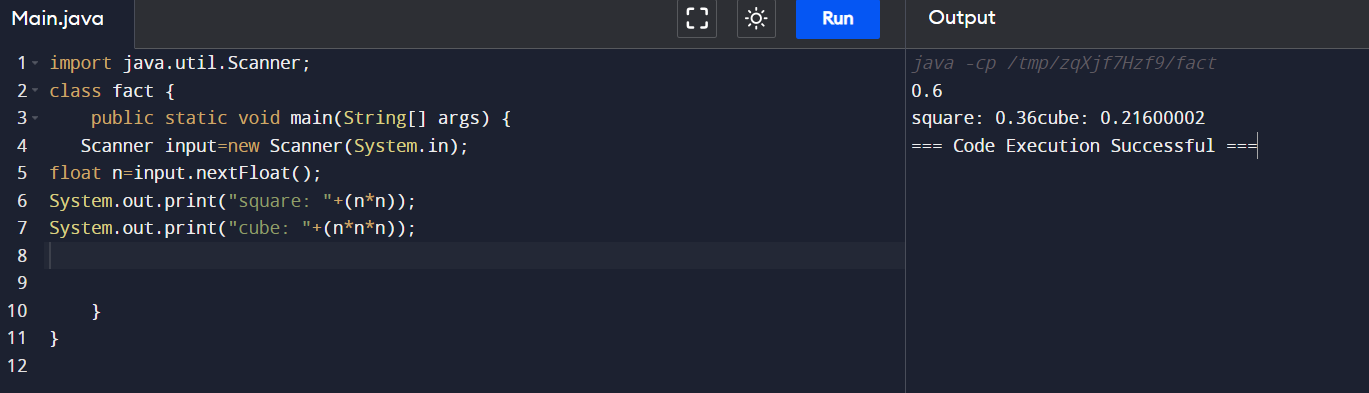 Main.java
Run
Output
1 import java.util.Scanner;
2 class fact {
3     public static void main(String[] args) {
4    Scanner input=new Scanner(System.in);
5 float n=input.nextFloat();
6 System.out.print("square: "+(n*n));
7 System.out.print("cube: "+(n*n*n));
8
9
10     }
11 }
12
java -cp /tmp/zqXjf7Hzf9/fact
0.6
square: 0.36cube: 0.21600002
=== Code Execution Successful ===